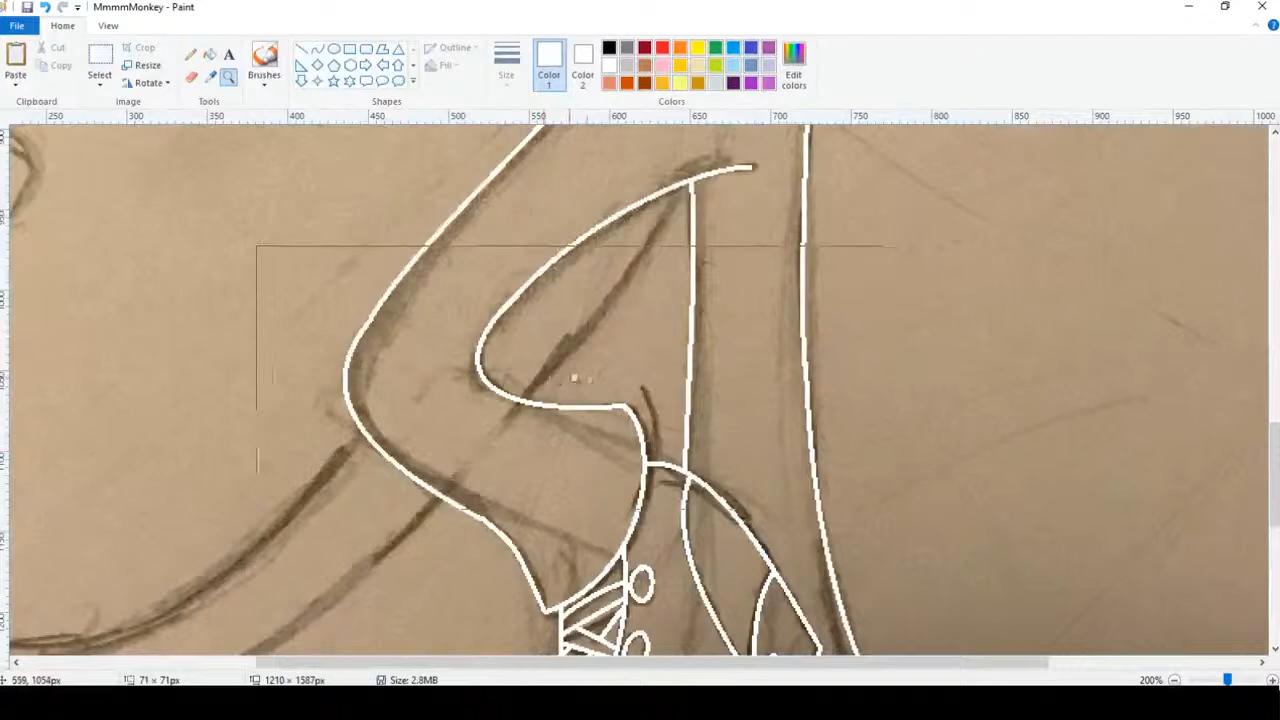 MmmmMonkey - Paint
File Home View
Paste
Cut
Copy
Clipboard
Select
Crop
Resize
Rotate
Image
A
Tools
Brushes
Shapes
Outline
Fill
Size
Color
1
Color
2
Edit
colors
Colors
250 350 400 450 500 550 600 650 700 750 800 850 900 950 1000
559, 1054px
71 × 71px
1210 × 1587px
Size: 2.8MB
200%